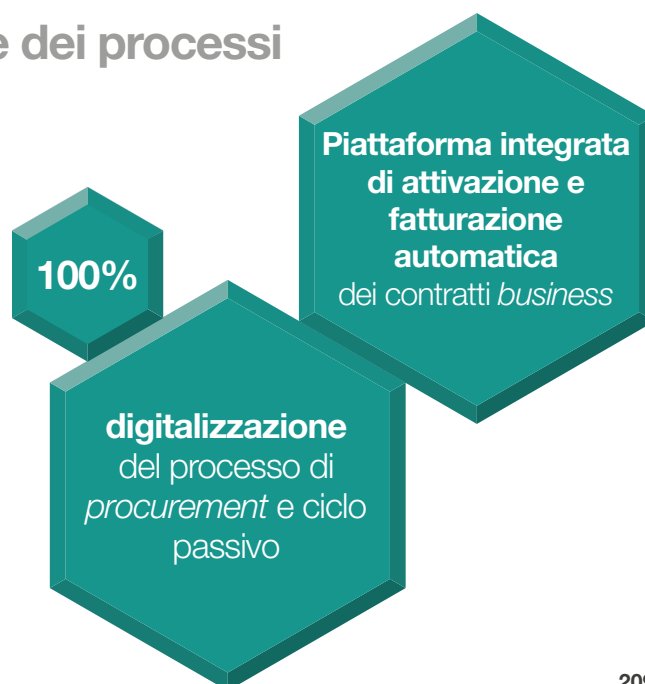 e dei processi
Piattaforma integrata
di attivazione e
fatturazione
automatica
dei contratti business
100%
digitalizzazione
del processo di
procurement e ciclo
passivo
209